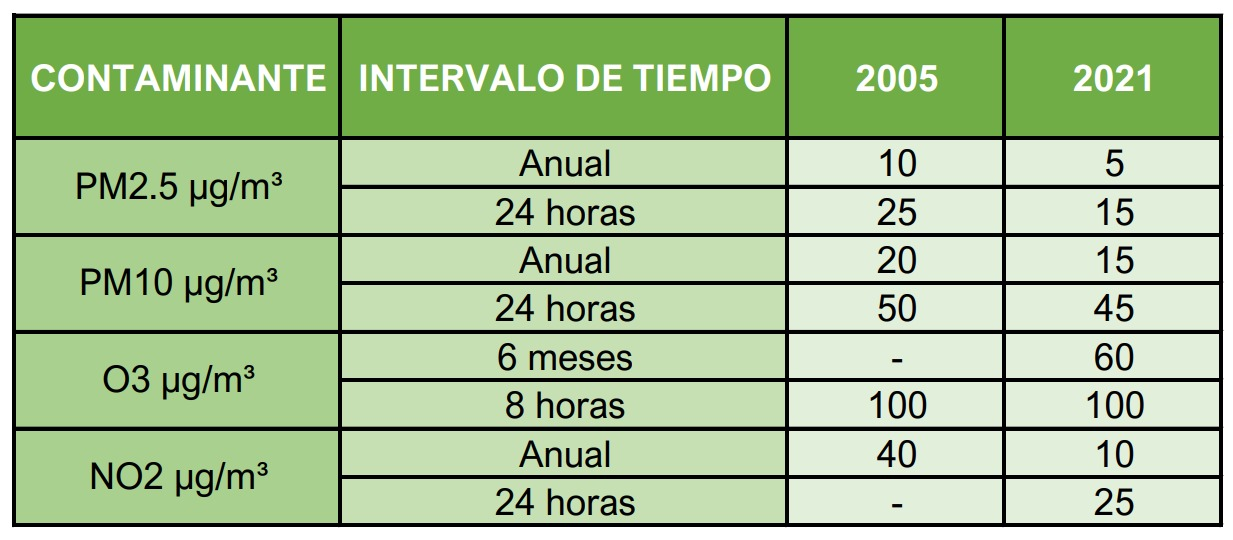 CONTAMINANTE INTERVALO DE TIEMPO 2005 2021
PM2.5 µg/m³ Anual 10 5
24 horas 25 15
PM10 µg/m³ Anual 20 15
24 horas 50 45
O3 µg/m³ 6 meses - 60
8 horas 100 100
NO2 µg/m³ Anual 40 10
24 horas - 25